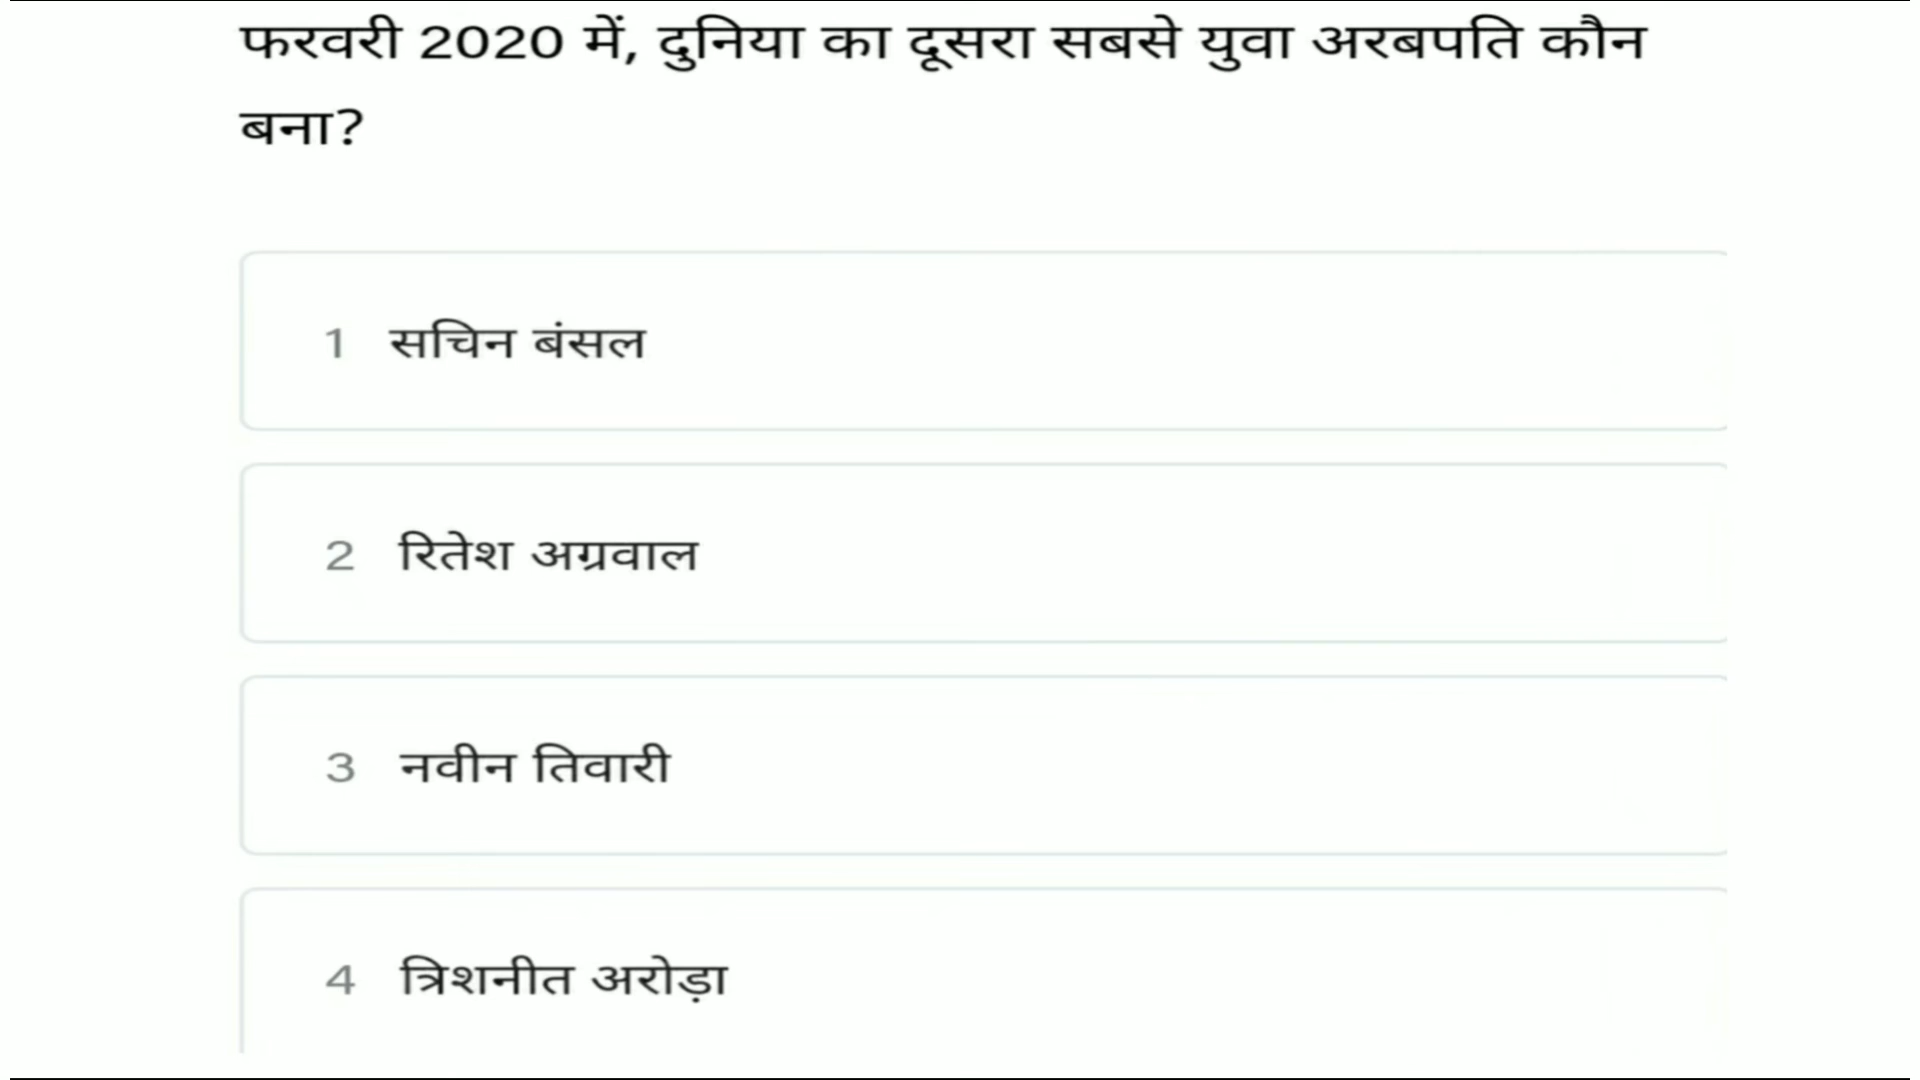 फरवरी 2020 में, दुनिया का दूसरा सबसे युवा अरबपति कौन
बना?
1 सचिन बंसल
2 रितेश अग्रवाल
3 नवीन तिवारी
4 त्रिशनीत अरोड़ा